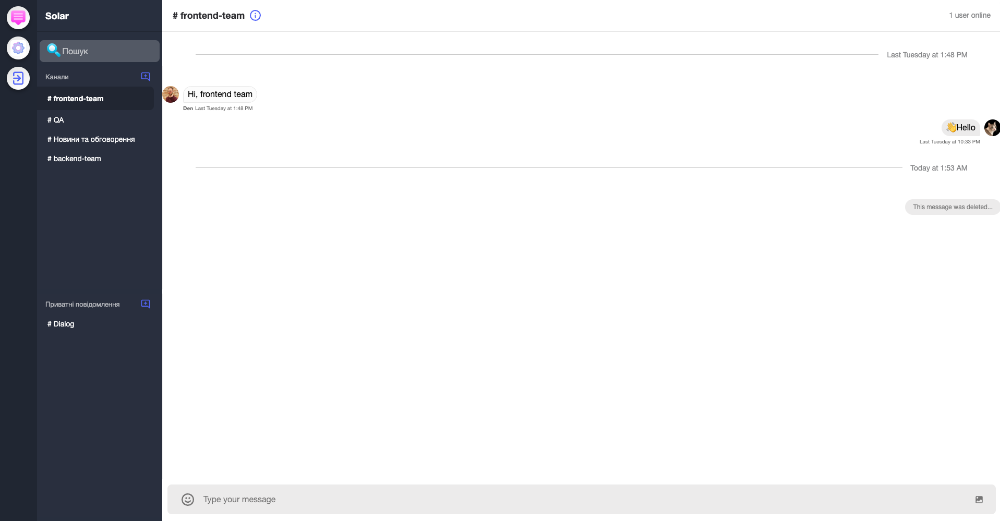 Solar
Пошук
Канали
# frontend-team
# QA
# Новини та обговорення
# backend-team
Приватні повідомлення
# Dialog
# frontend-team
1 user online
Last Tuesday at 1:48 PM
Hi, frontend team
Den Last Tuesday at 1:48 PM
👋Hello
Last Tuesday at 10:33 PM
Today at 1:53 AM
This message was deleted...
Type your message